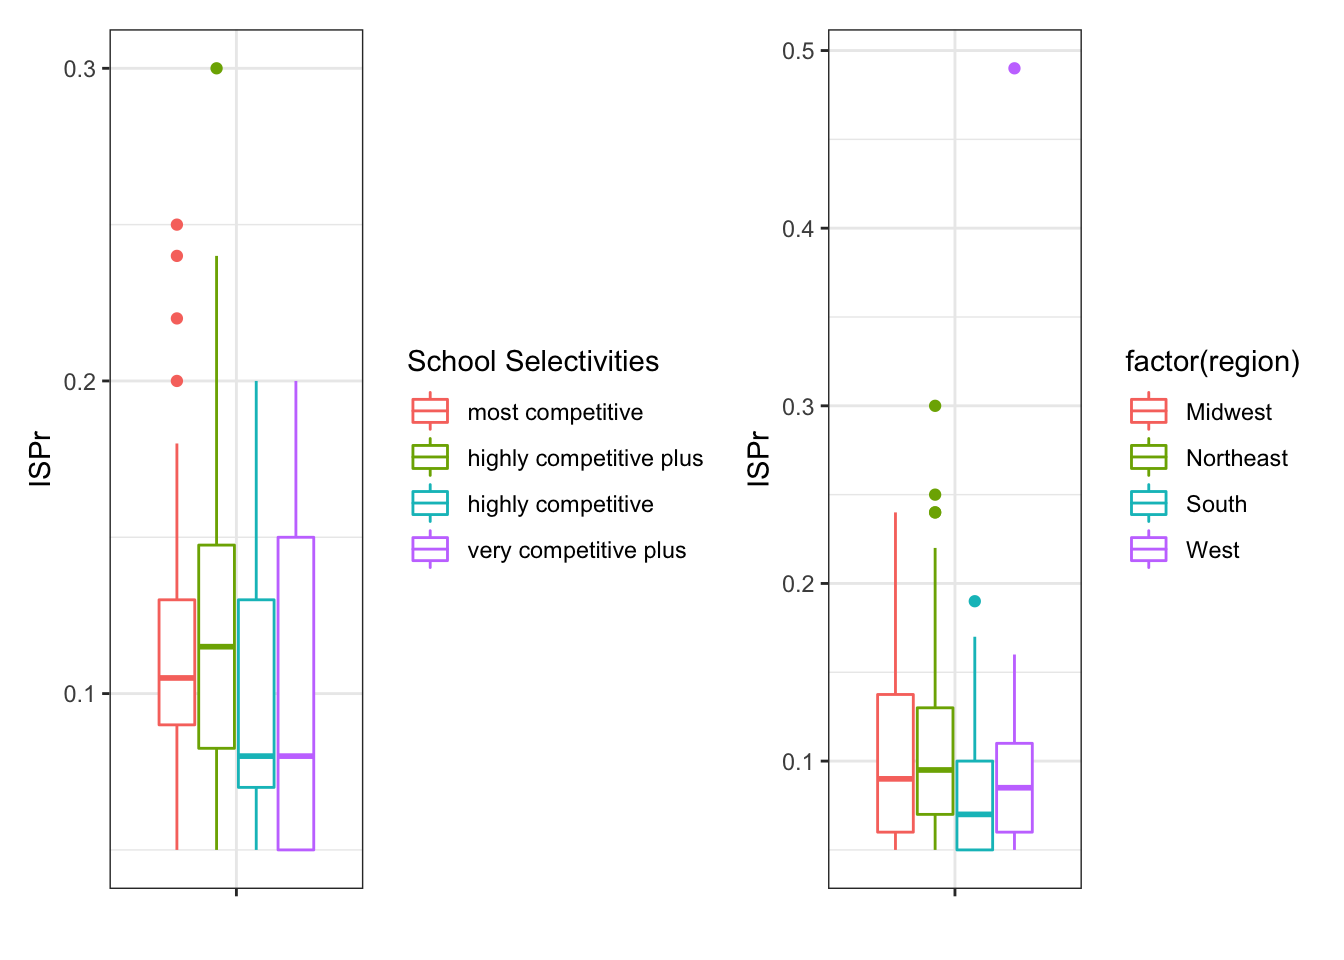 ISPr
0.3
0.2
0.1
School Selectivities
most competitive
highly competitive plus
highly competitive
very competitive plus
ISPr
0.5
0.4
0.3
0.2
0.1
factor(region)
Midwest
Northeast
South
West